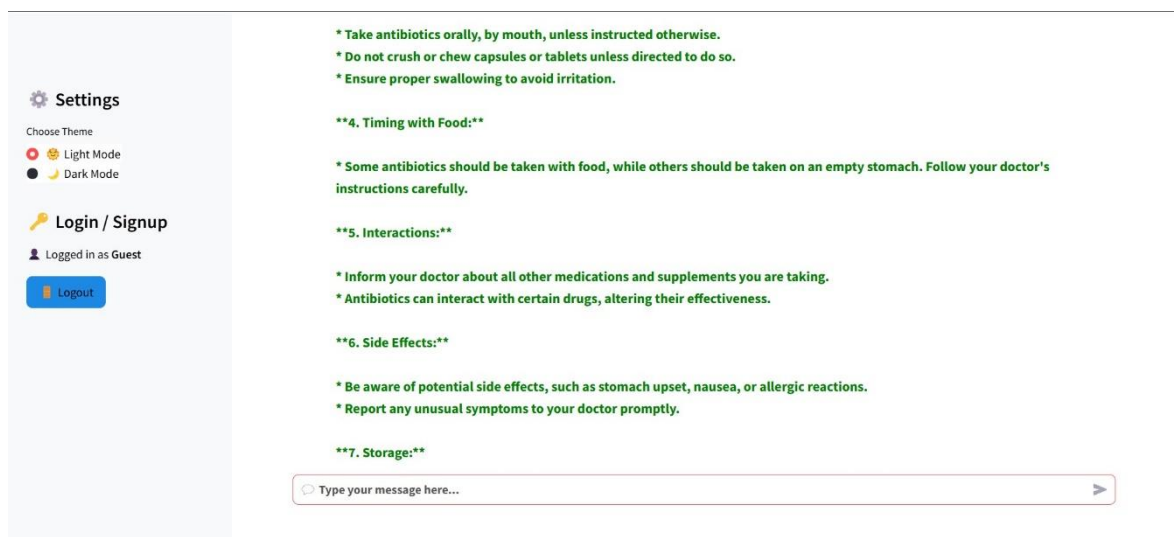 Settings
Choose Theme
Light Mode
Dark Mode
Login / Signup
Logged in as Guest
Logout
* Take antibiotics orally, by mouth, unless instructed otherwise.
* Do not crush or chew capsules or tablets unless directed to do so.
* Ensure proper swallowing to avoid irritation.
**4. Timing with Food:**
* Some antibiotics should be taken with food, while others should be taken on an empty stomach. Follow your doctor's
instructions carefully.
**5. Interactions:**
* Inform your doctor about all other medications and supplements you are taking.
* Antibiotics can interact with certain drugs, altering their effectiveness.
**6. Side Effects:**
* Be aware of potential side effects, such as stomach upset, nausea, or allergic reactions.
* Report any unusual symptoms to your doctor promptly.
**7. Storage:**
Type your message here...